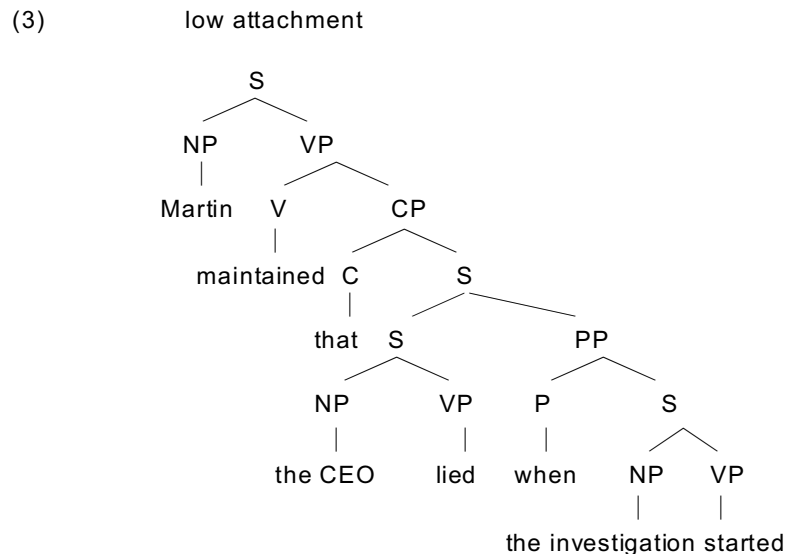 (3) low attachment
S
NP VP
Martin V CP
maintained C S
that S PP
NP VP P S
the CEO lied when NP VP
the investigation started